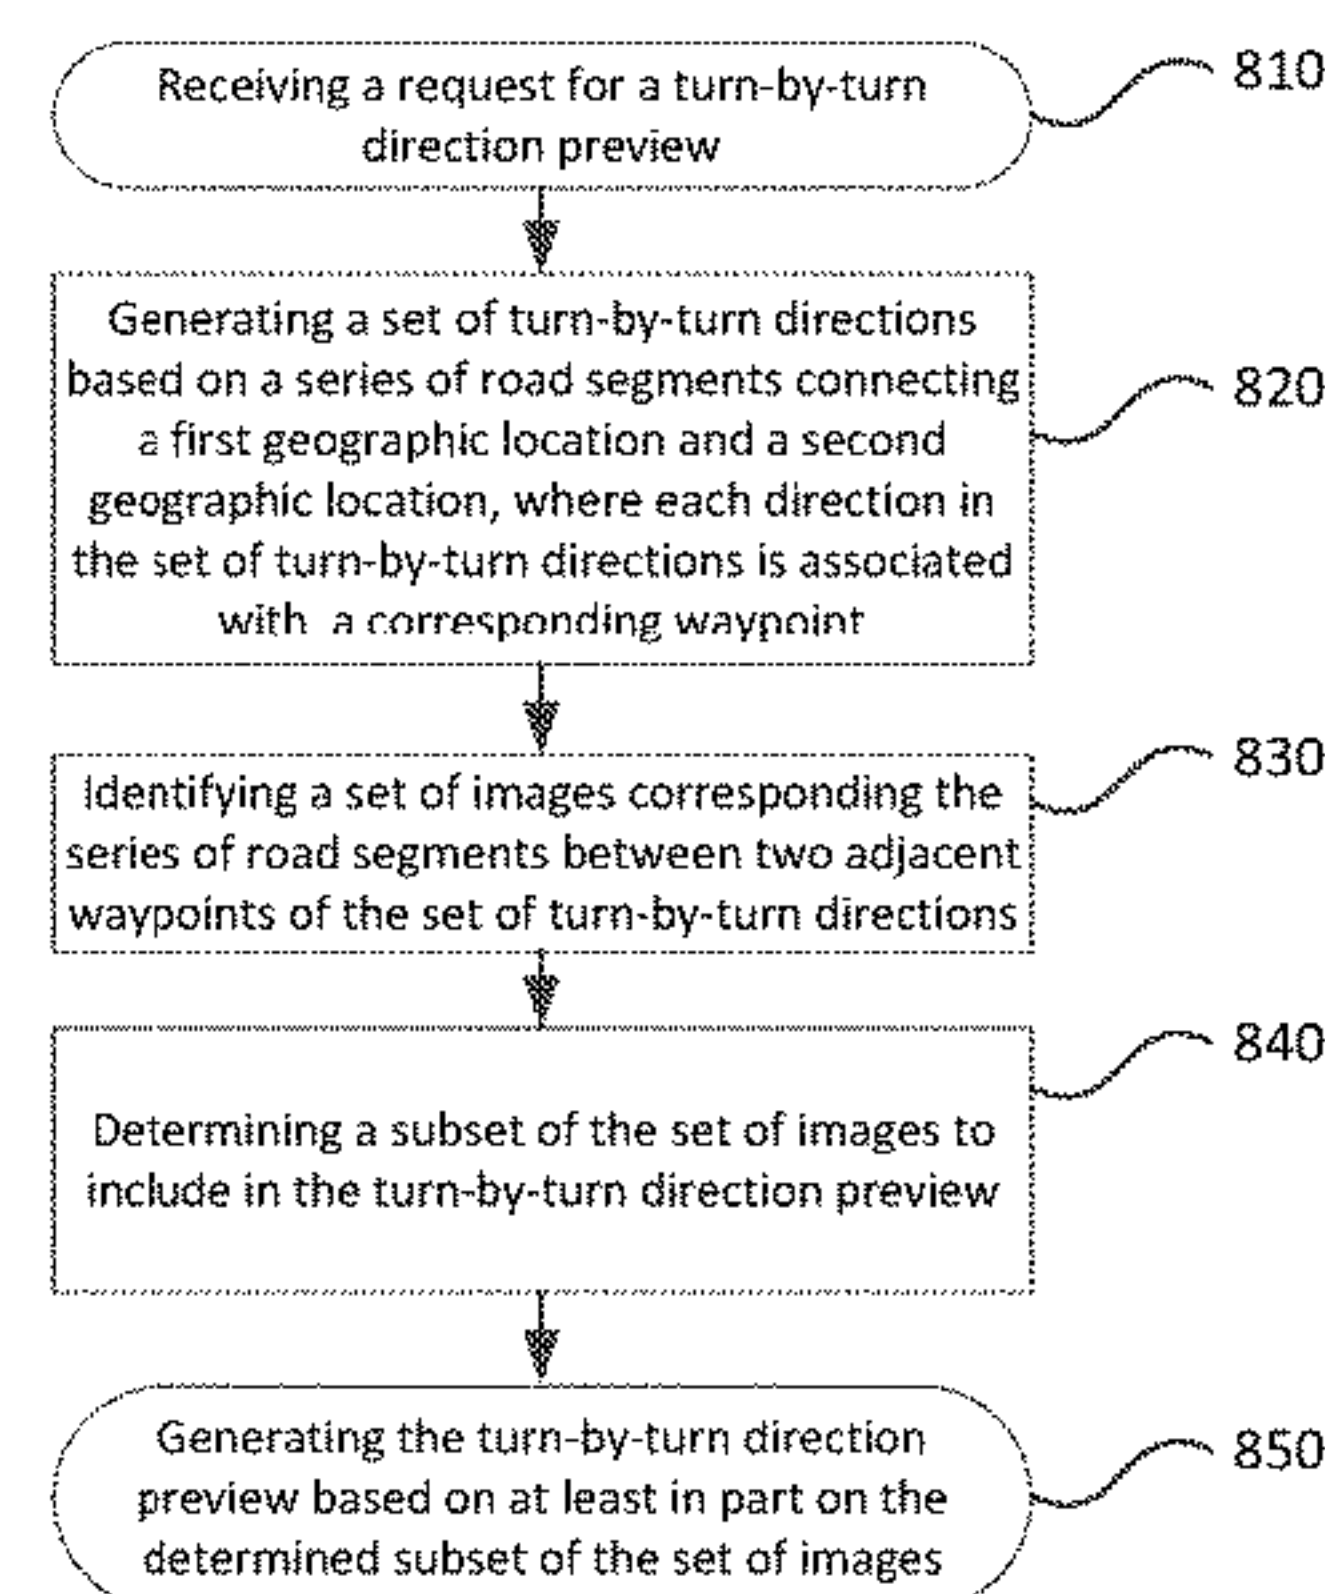 Receiving a request for a turn-by-turn
direction preview
810
Generating a set of turn-by-turn directions
based on a series of road segments connecting
a first geographic location and a second
geographic location, where each direction in
the set of turn-by-turn directions is associated
with a corresponding waypoint
820
Identifying a set of images corresponding the
series of road segments between two adjacent
waypoints of the set of turn-by-turn directions
830
Determining a subset of the set of images to
include in the turn-by-turn direction preview
840
Generating the turn-by-turn direction
preview based on at least in part on the
determined subset of the set of images
850